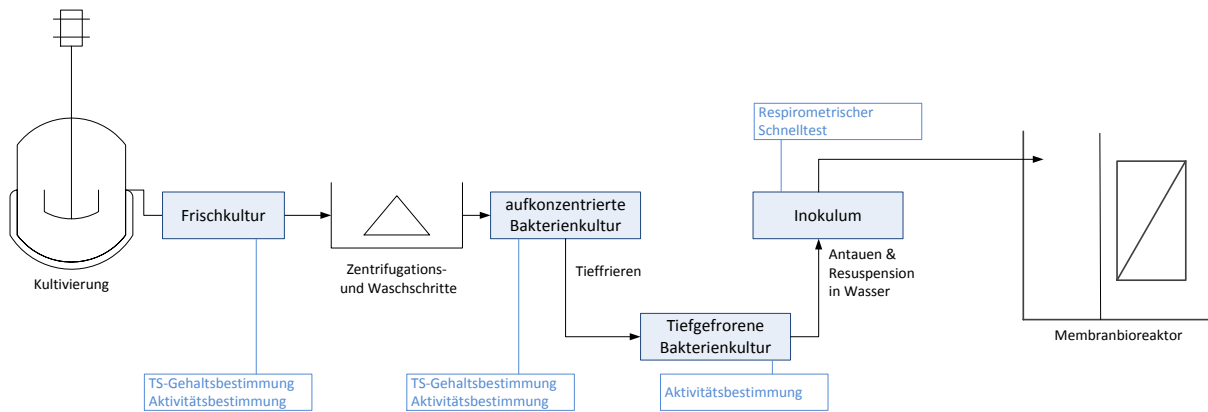 Respirometrischer
Schnelltest
Frischkultur
aufkonzentrierte
Bakterienkultur
Inokulum
Kultivierung
Zentrifugations-
und Waschschritte
Tieffrieren
Antauen &
Resuspension
in Wasser
Tiefgefrorene
Bakterienkultur
Membranbioreaktor
TS-Gehaltsbestimmung
Aktivitätsbestimmung
TS-Gehaltsbestimmung
Aktivitätsbestimmung
Aktivitätsbestimmung